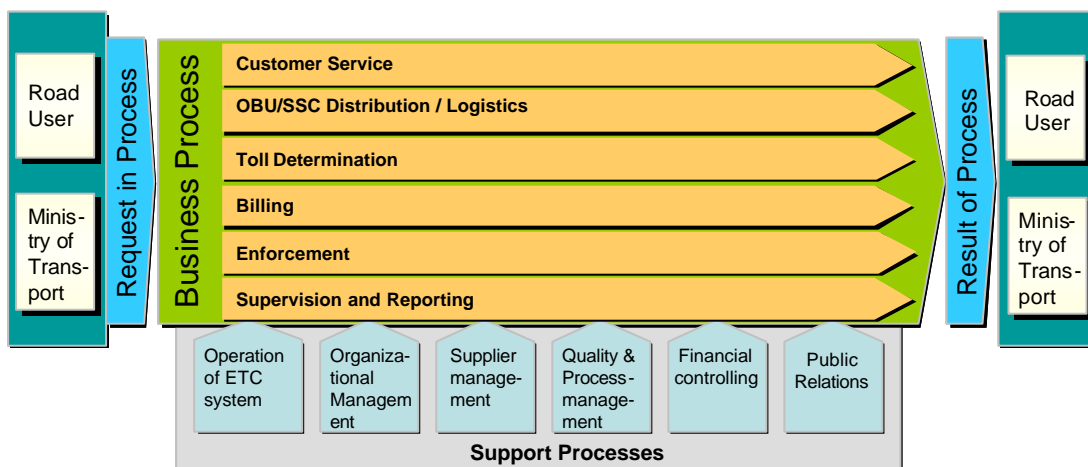 Road
User
Minis-
try of
Trans-
port
Request in Process
Business Process
Customer Service
OBU/SSC Distribution / Logistics
Toll Determination
Billing
Enforcement
Supervision and Reporting
Result of Process
Road
User
Minis-
try of
Trans-
port
Operation
of ETC
system
Organiza-
tional
Managem
ent
Supplier
manage-
ment
Quality &
Process-
manage-
ment
Financial
controlling
Public
Relations
Support Processes